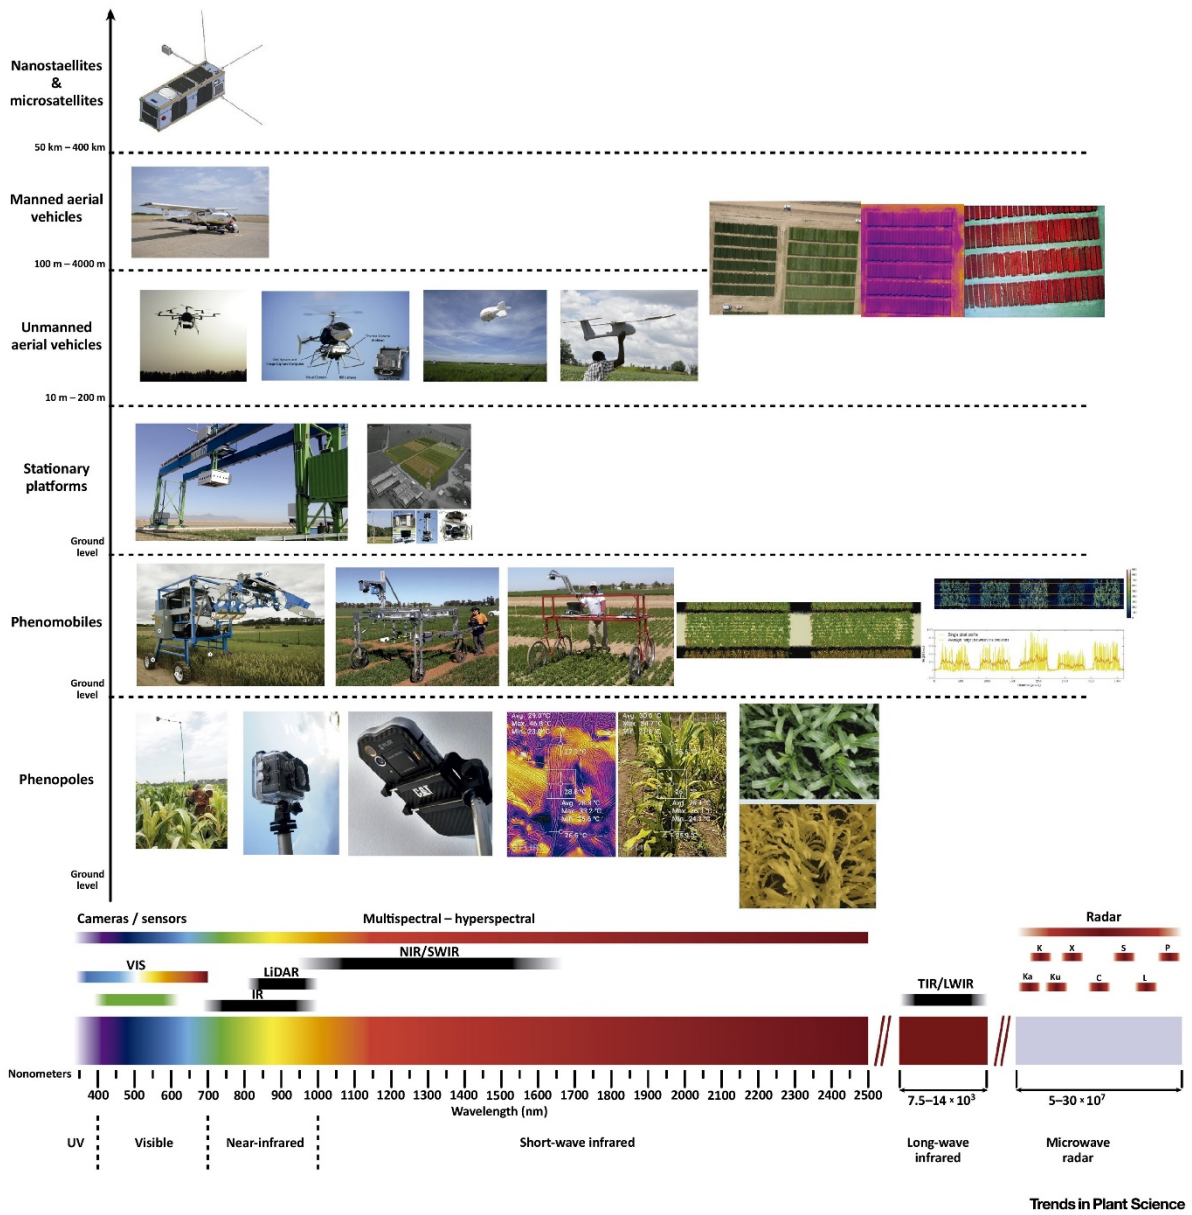 Nanostaellites
&
microsatellites
50 km – 400 km
Manned aerial
vehicles
100 m – 4000 m
Unmanned
aerial vehicles
10 m – 200 m
Stationary
platforms
Ground
level
Phenomobiles
Ground
level
Phenopoles
CAT
Ground
level
Cameras / sensors
Multispectral – hyperspectral
Radar
VIS
NIR/SWIR
LiDAR
IR
TIR/LWIR
K X S P
Ka Ku C L
Nonometers
400 500 600 700 800 900 1000 1100 1200 1300 1400 1500 1600 1700 1800 1900 2000 2100 2200 2300 2400 2500
Wavelength (nm)
7.5–14 × 10³
5–30 × 10⁷
UV
Visible
Near-infrared
Short-wave infrared
Long-wave
infrared
Microwave
radar
Trends in Plant Science